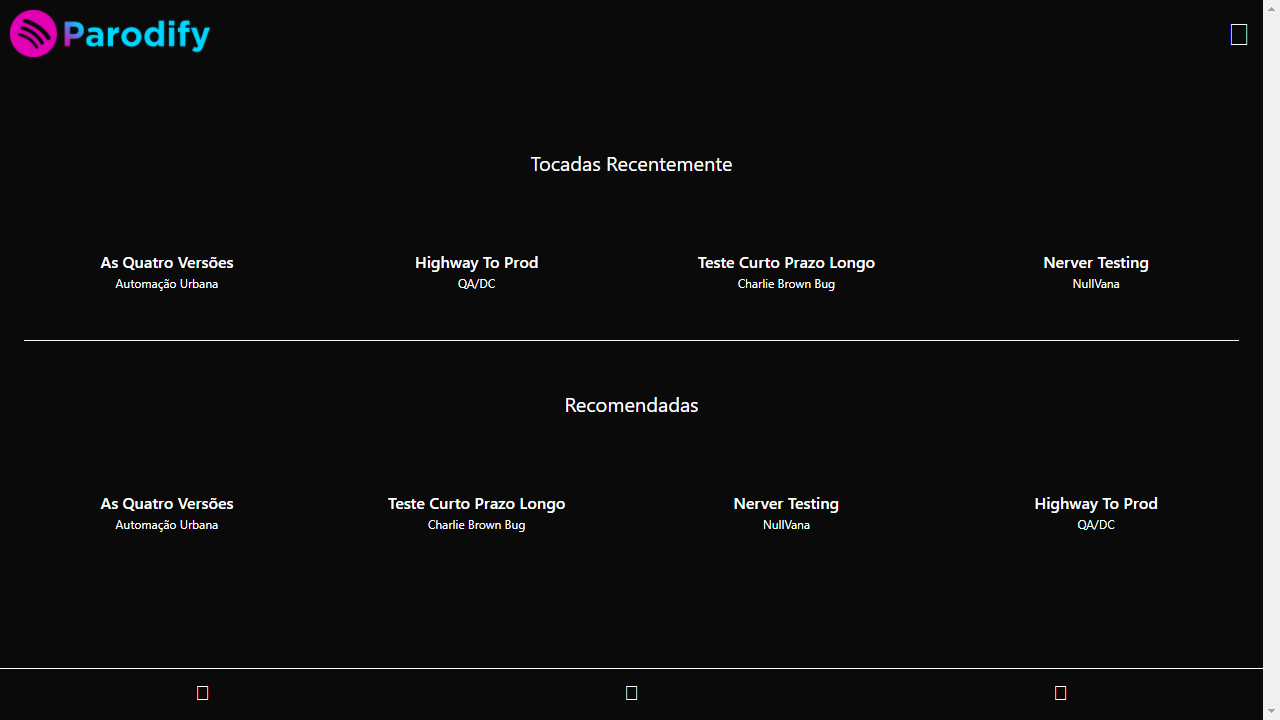 Parodify
Tocadas Recentemente
As Quatro Versões
Automação Urbana
Highway To Prod
QA/DC
Teste Curto Prazo Longo
Charlie Brown Bug
Nerver Testing
NullVana
Recomendadas
As Quatro Versões
Automação Urbana
Teste Curto Prazo Longo
Charlie Brown Bug
Nerver Testing
NullVana
Highway To Prod
QA/DC